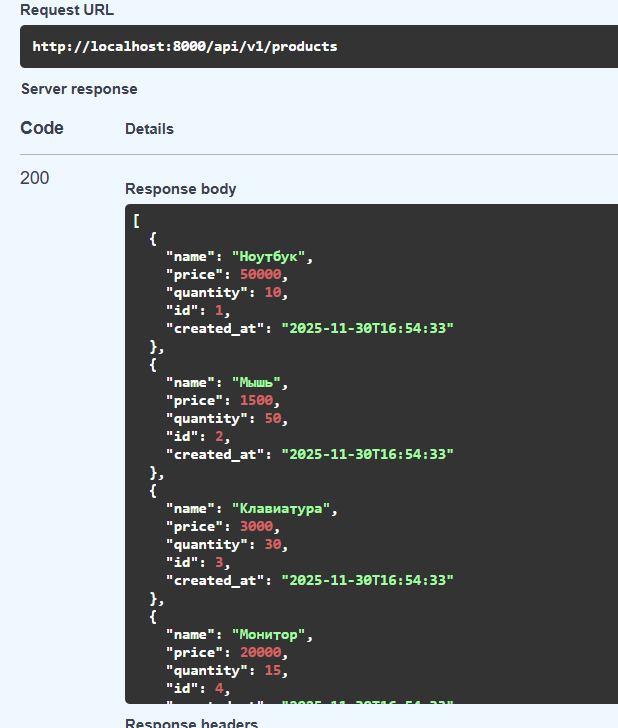 Request URL
http://localhost:8000/api/v1/products
Server response
Code Details
200
Response body
[
{
"name": "Ноутбук",
"price": 50000,
"quantity": 10,
"id": 1,
"created_at": "2025-11-30T16:54:33"
},
{
"name": "Мышь",
"price": 1500,
"quantity": 50,
"id": 2,
"created_at": "2025-11-30T16:54:33"
},
{
"name": "Клавиатура",
"price": 3000,
"quantity": 30,
"id": 3,
"created_at": "2025-11-30T16:54:33"
},
{
"name": "Монитор",
"price": 20000,
"quantity": 15,
"id": 4,
Response headers